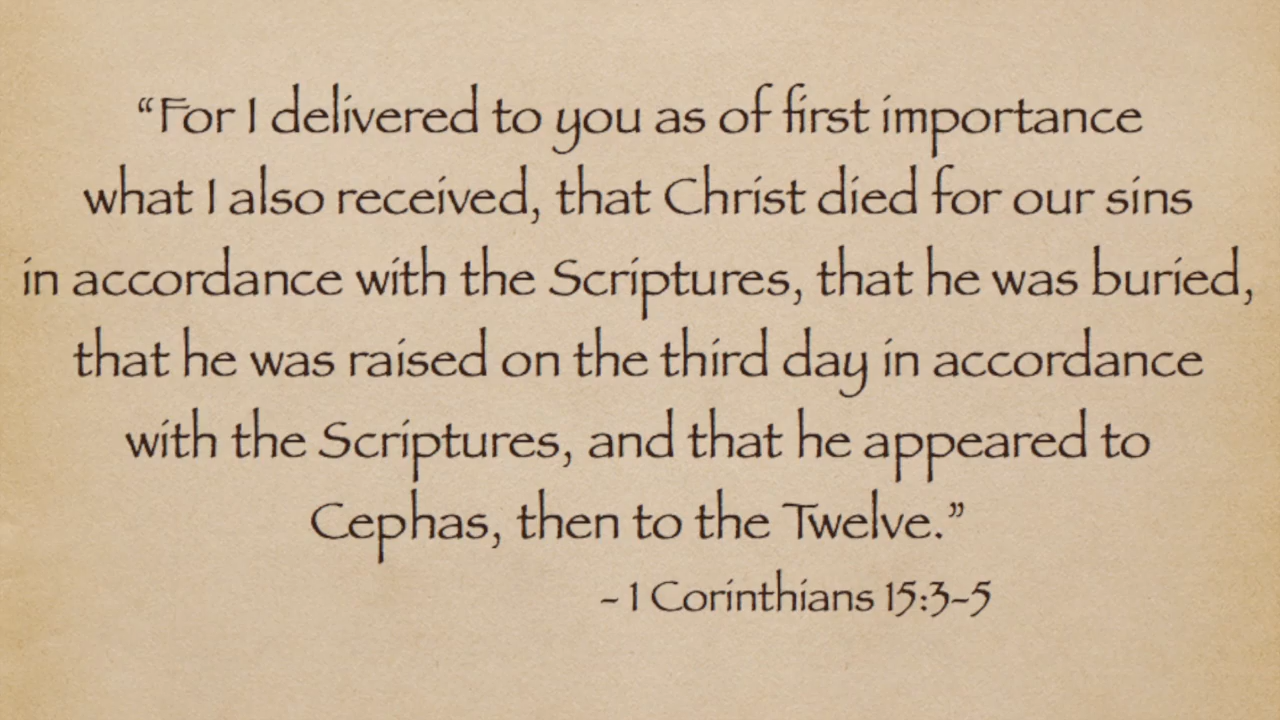 “For I delivered to you as of first importance
what I also received, that Christ died for our sins
in accordance with the Scriptures, that he was buried,
that he was raised on the third day in accordance
with the Scriptures, and that he appeared to
Cephas, then to the Twelve.”
- 1 Corinthians 15:3-5